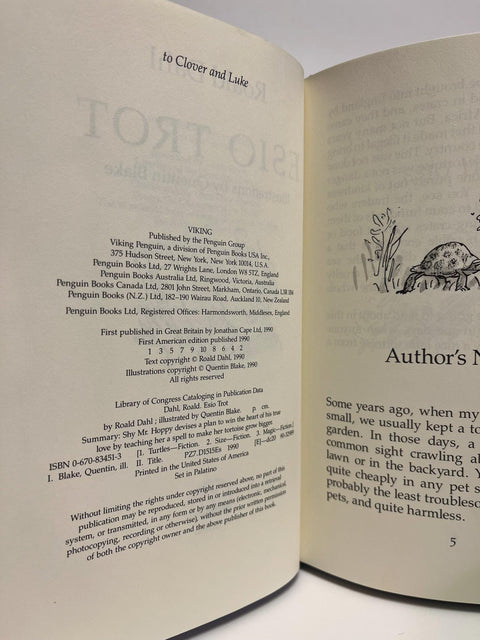 to Clover and Luke
VIKING
Published by the Penguin Group
Viking Penguin, a division of Penguin Books USA Inc.,
375 Hudson Street, New York, New York 10014, U.S.A.
Penguin Books Ltd, 27 Wrights Lane, London W8 5TZ, England
Penguin Books Australia Ltd, Ringwood, Victoria, Australia
Penguin Books Canada Ltd, 2801 John Street, Markham, Ontario, Canada L3R 1B4
Penguin Books (N.Z.) Ltd, 182–190 Wairau Road, Auckland 10, New Zealand
Penguin Books Ltd, Registered Offices: Harmondsworth, Middlesex, England
First published in Great Britain by Jonathan Cape Ltd, 1990
First American edition published 1990
1 3 5 7 9 10 8 6 4 2
Text copyright © Roald Dahl, 1990
Illustrations copyright © Quentin Blake, 1990
All rights reserved
Library of Congress Cataloging in Publication Data
Dahl, Roald. Esio Trot
by Roald Dahl ; illustrated by Quentin Blake. p. cm.
Summary: Shy Mr. Hoppy devises a plan to win the heart of his true
love by teaching her a spell to make her tortoise grow bigger.
ISBN 0-670-83451-3
[1. Turtles—Fiction. 2. Size—Fiction. 3. Magic—Fiction.]
I. Blake, Quentin, ill. II. Title.
PZ7.D1515Es 1990 [E]—dc20
Printed in the United States of America
Set in Palatino
Without limiting the rights under copyright reserved above, no part of this
publication may be reproduced, stored in or introduced into a retrieval
system, or transmitted, in any form or by any means (electronic, mechanical,
photocopying, recording or otherwise), without the prior written permission
of both the copyright owner and the above publisher of this book.
Author's N
Some years ago, when my
small, we usually kept a to
garden. In those days, a
common sight crawling ab
lawn or in the backyard. Y
quite cheaply in any pet s
probably the least troublesc
pets, and quite harmless.
5